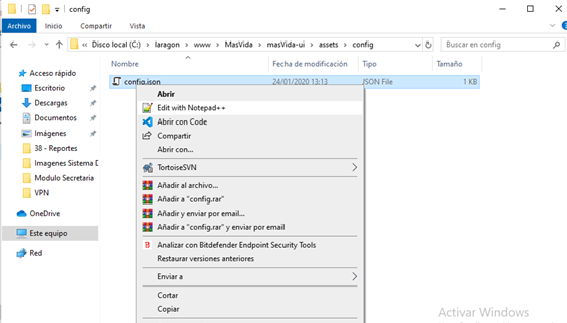 config
Archivo Inicio Compartir Vista
« Disco local (C:) › laragon › www › MasVida › masVida-ui › assets › config
Buscar en config
Nombre Fecha de modificación Tipo Tamaño
config.json 24/01/2020 13:13 JSON File 1 KB
Acceso rápido
Escritorio
Descargas
Documentos
Imágenes
38 - Reportes
Imagenes Sistema D
Modulo Secretaria
VPN
OneDrive
Este equipo
Red
Abrir
Edit with Notepad++
Abrir con Code
Compartir
Abrir con...
TortoiseSVN
Añadir al archivo...
Añadir a "config.rar"
Añadir y enviar por email...
Añadir a "config.rar" y enviar por email
Analizar con Bitdefender Endpoint Security Tools
Restaurar versiones anteriores
Enviar a
Cortar
Copiar
Activar Windows